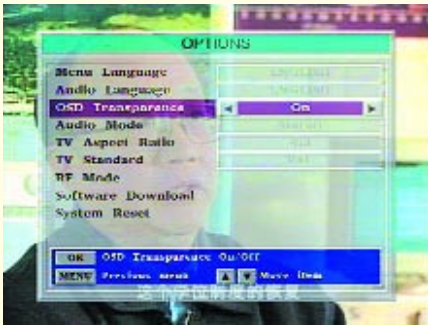 OPTIONS
Menu Language
Audio Language
OSD Transparence On
Audio Mode
TV Aspect Ratio
TV Standard
RF Mode
Software Download
System Reset
OK OSD Transparence On/Off
MENU Previous menu ▲ ▼ Move Item